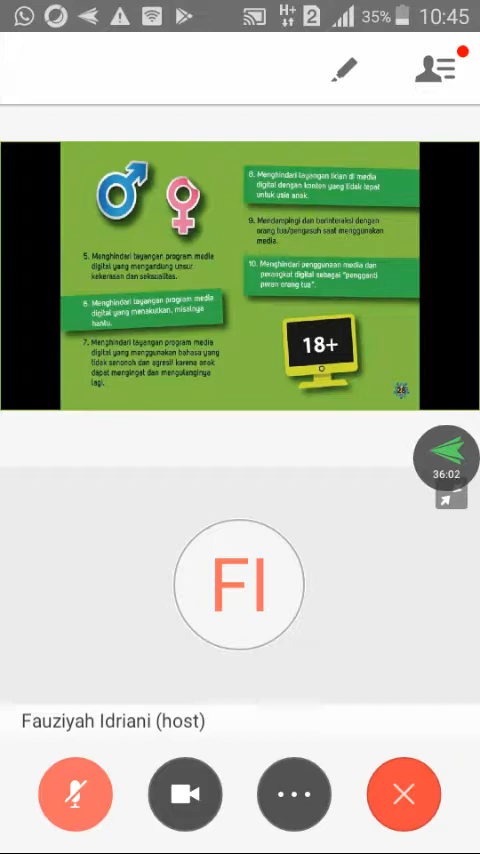 H+
2
35%
10:45
5. Menghindari tayangan program media
digital yang mengandung unsur
kekerasan dan seksualitas.
6. Menghindari tayangan program media
digital yang menakutkan, misalnya
hantu.
7. Menghindari tayangan program media
digital yang menggunakan bahasa yang
tidak senonoh dan agresif karena anak
dapat mengingat dan mengulanginya
lagi.
8. Menghindari tayangan iklan di media
digital dengan konten yang tidak tepat
untuk usia anak.
9. Mendampingi dan berinteraksi dengan
orang tua/pengasuh saat menggunakan
media.
10. Menghindari penggunaan media dan
perangkat digital sebagai "pengganti
peran orang tua".
18+
28
36:02
FI
Fauziyah Idriani (host)